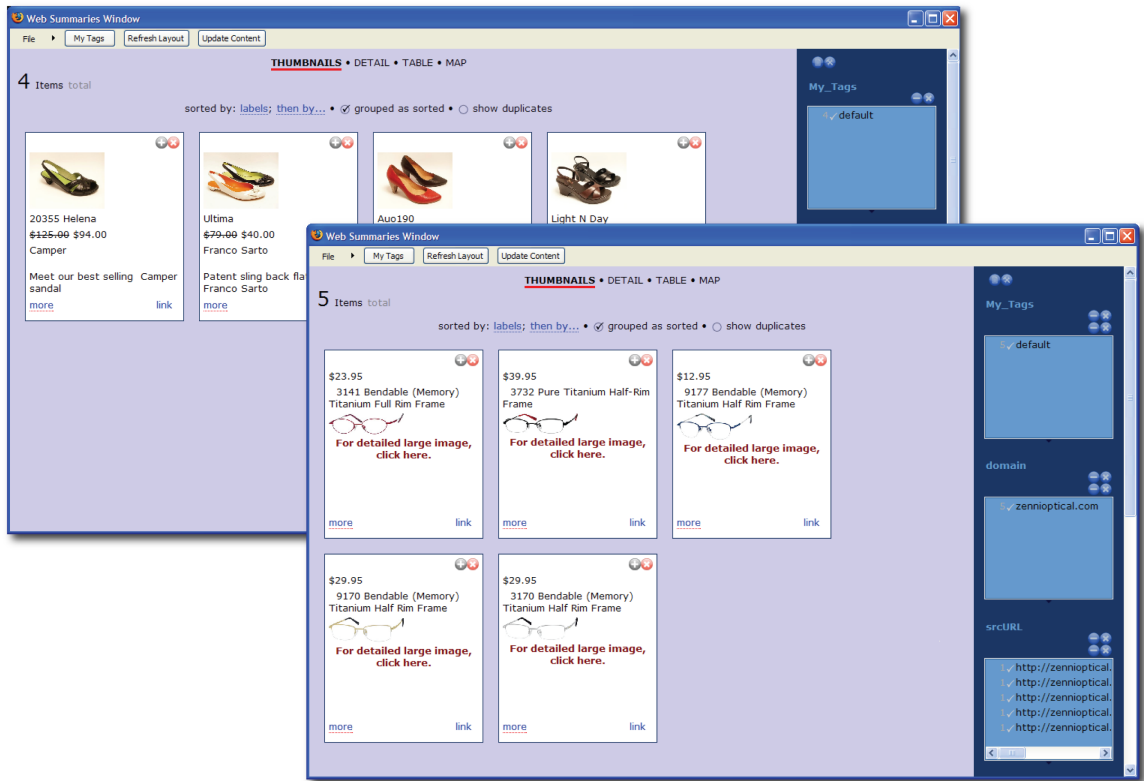 Web Summaries Window
File My Tags Refresh Layout Update Content
THUMBNAILS • DETAIL • TABLE • MAP
4 Items total
sorted by: labels; then by... • grouped as sorted • show duplicates
20355 Helena
$125.00 $94.00
Camper
Meet our best selling Camper
sandal
more link
Ultima
$79.00 $40.00
Franco Sarto
Patent sling back fla
Franco Sarto
more
Auo190
Light N Day
My_Tags
4 default
Web Summaries Window
File My Tags Refresh Layout Update Content
THUMBNAILS • DETAIL • TABLE • MAP
5 Items total
sorted by: labels; then by... • grouped as sorted • show duplicates
$23.95
3141 Bendable (Memory)
Titanium Full Rim Frame
For detailed large image,
click here.
more link
$39.95
3732 Pure Titanium Half-Rim
Frame
For detailed large image,
click here.
more link
$12.95
9177 Bendable (Memory)
Titanium Half Rim Frame
For detailed large image,
click here.
more link
$29.95
9170 Bendable (Memory)
Titanium Half Rim Frame
For detailed large image,
click here.
more link
$29.95
3170 Bendable (Memory)
Titanium Half Rim Frame
For detailed large image,
click here.
more link
My_Tags
5 default
domain
5 zennioptical.com
srcURL
1 http://zennioptical.
1 http://zennioptical.
1 http://zennioptical.
1 http://zennioptical.
1 http://zennioptical.